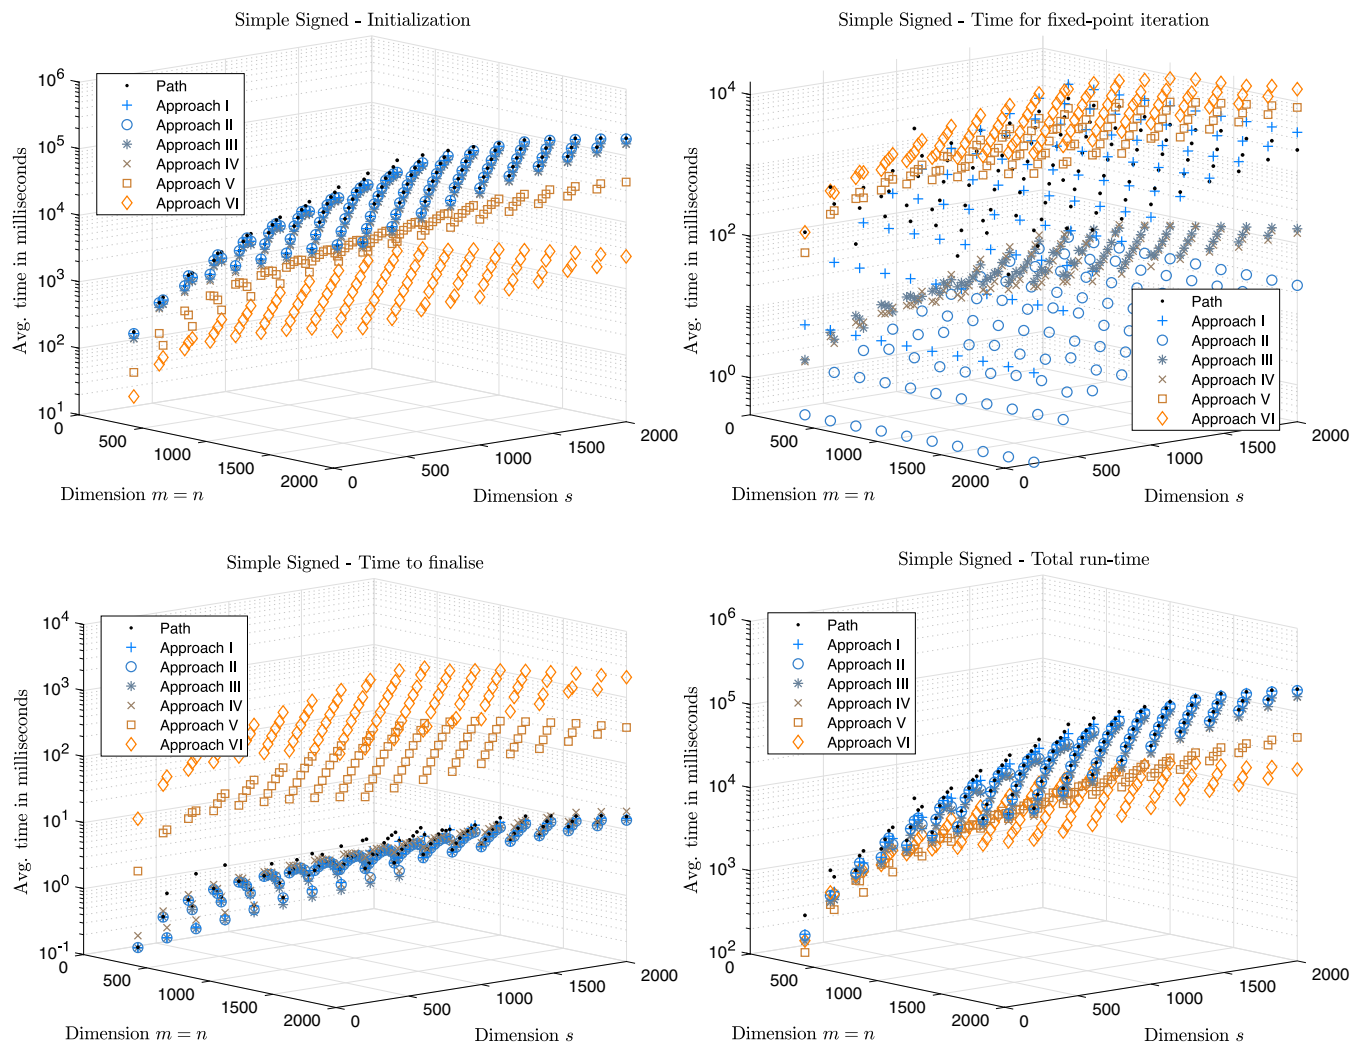 Simple Signed - Initialization
Avg. time in milliseconds
10^6
10^5
10^4
10^3
10^2
10^1
Path
Approach I
Approach II
Approach III
Approach IV
Approach V
Approach VI
0
500
1000
1500
2000
Dimension m = n
0
500
1000
1500
2000
Dimension s
Simple Signed - Time for fixed-point iteration
Avg. time in milliseconds
10^4
10^2
10^0
Path
Approach I
Approach II
Approach III
Approach IV
Approach V
Approach VI
0
500
1000
1500
2000
Dimension m = n
0
500
1000
1500
2000
Dimension s
Simple Signed - Time to finalise
Avg. time in milliseconds
10^4
10^3
10^2
10^1
10^0
10^-1
Path
Approach I
Approach II
Approach III
Approach IV
Approach V
Approach VI
0
500
1000
1500
2000
Dimension m = n
0
500
1000
1500
2000
Dimension s
Simple Signed - Total run-time
Avg. time in milliseconds
10^6
10^5
10^4
10^3
10^2
Path
Approach I
Approach II
Approach III
Approach IV
Approach V
Approach VI
0
500
1000
1500
2000
Dimension m = n
0
500
1000
1500
2000
Dimension s